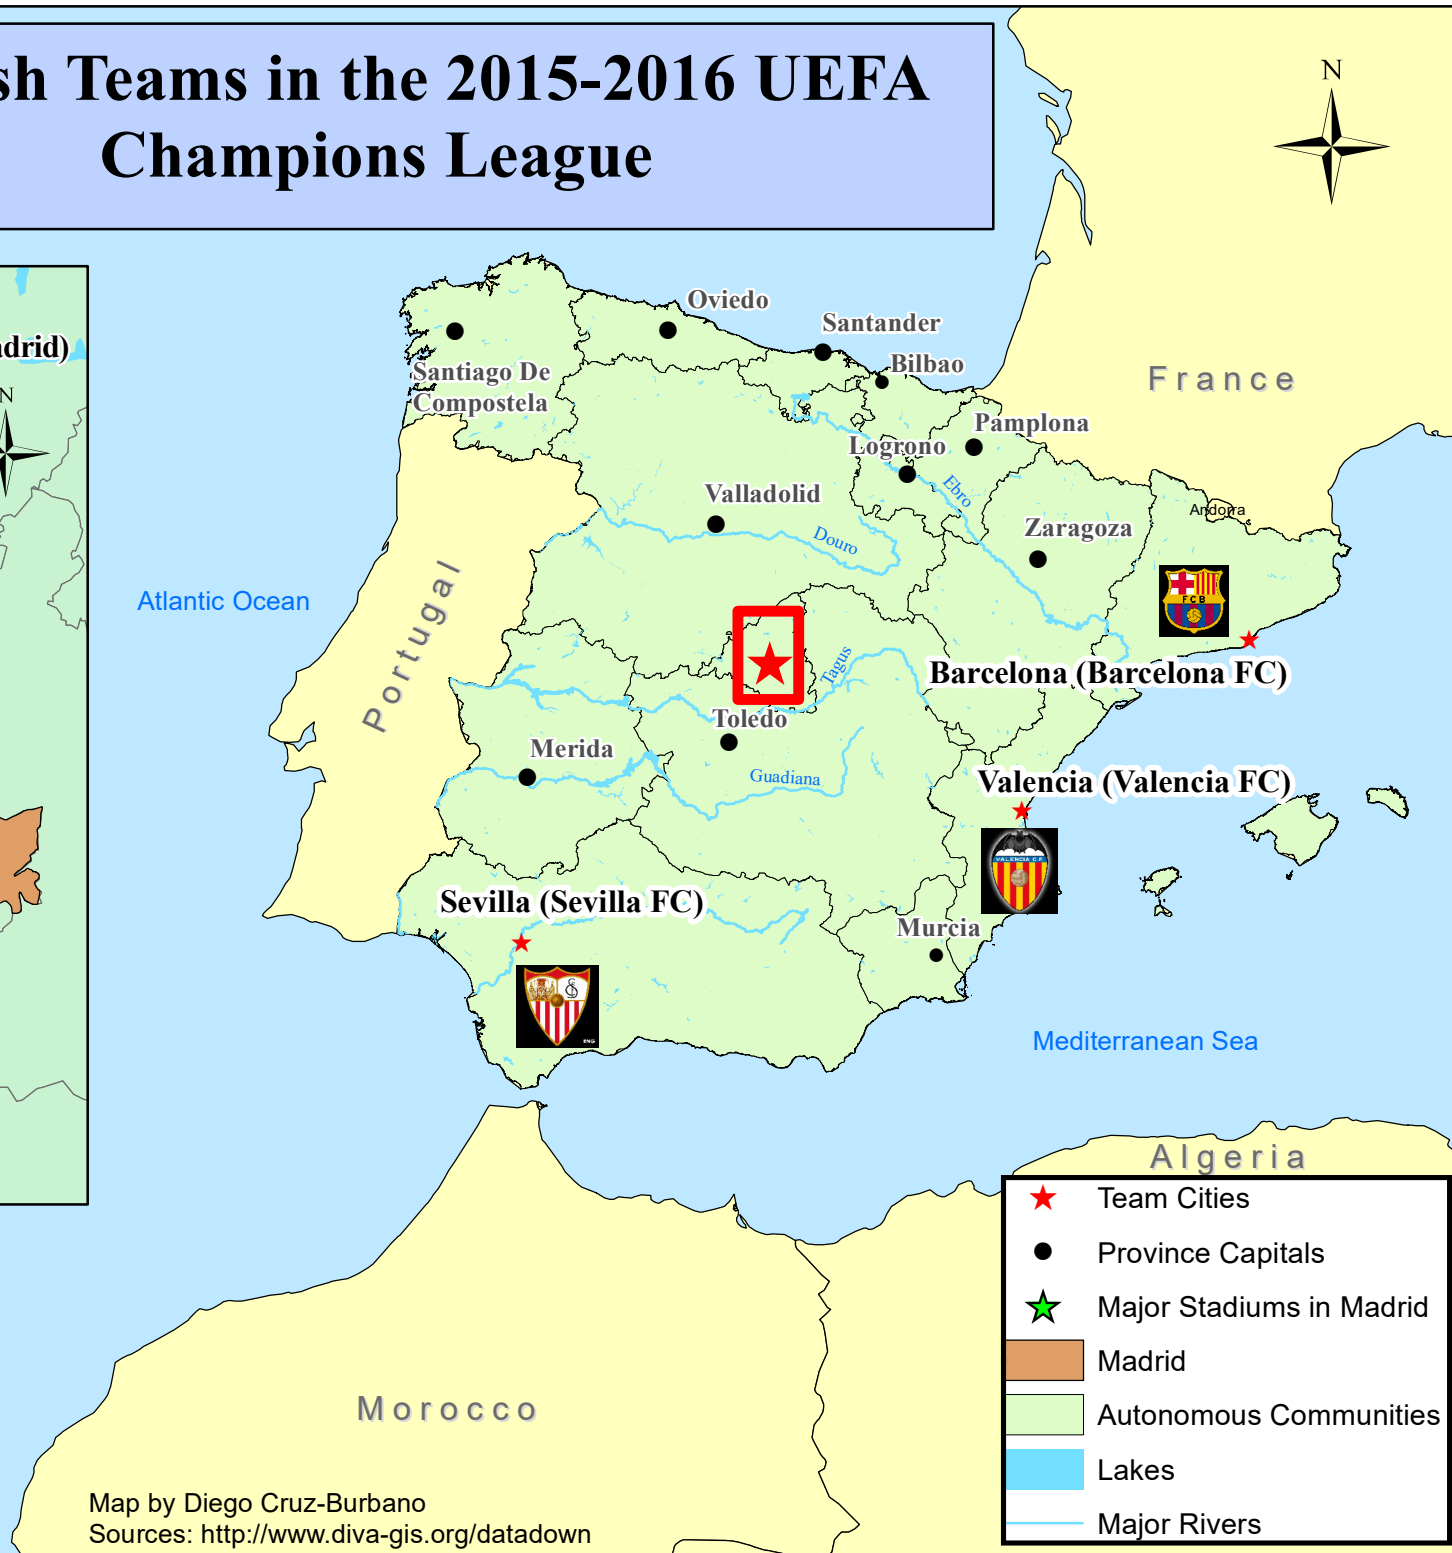 sh Teams in the 2015-2016 UEFA
Champions League
N
adrid)
N
Oviedo
Santander
Bilbao
Santiago De
Compostela
France
Pamplona
Logrono
Ebro
Valladolid
Andorra
Zaragoza
Douro
Portugal
Atlantic Ocean
FCB
Tagus
Barcelona (Barcelona FC)
Toledo
Merida
Guadiana
Valencia (Valencia FC)
VALENCIA C.F.
Sevilla (Sevilla FC)
Murcia
Mediterranean Sea
Algeria
Team Cities
Province Capitals
Major Stadiums in Madrid
Madrid
Autonomous Communities
Lakes
Major Rivers
Morocco
Map by Diego Cruz-Burbano
Sources: http://www.diva-gis.org/datadown